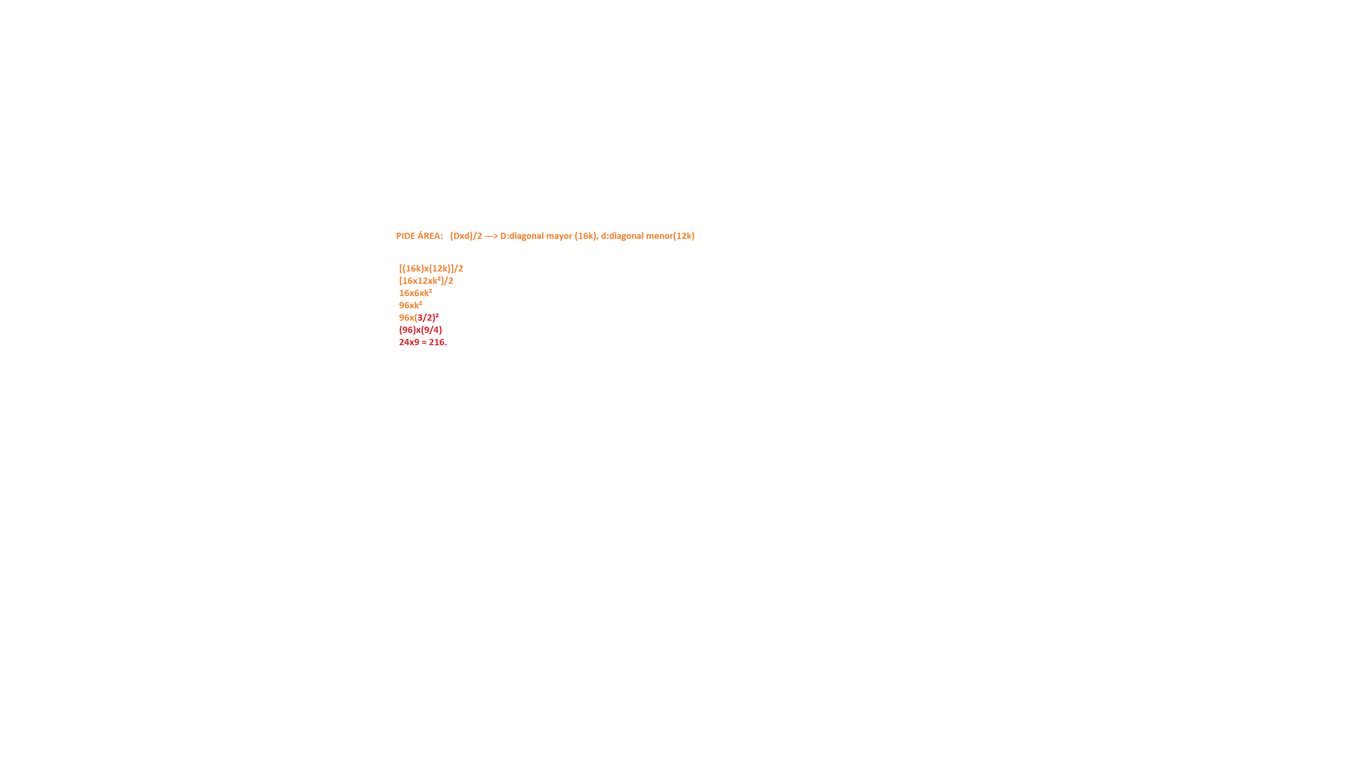 PIDE ÁREA: (Dxd)/2 ---> D:diagonal mayor (16k), d:diagonal menor(12k)
[(16k)x(12k)]/2
[16x12xk²]/2
16x6xk²
96xk²
96x(3/2)²
(96)x(9/4)
24x9 = 216.